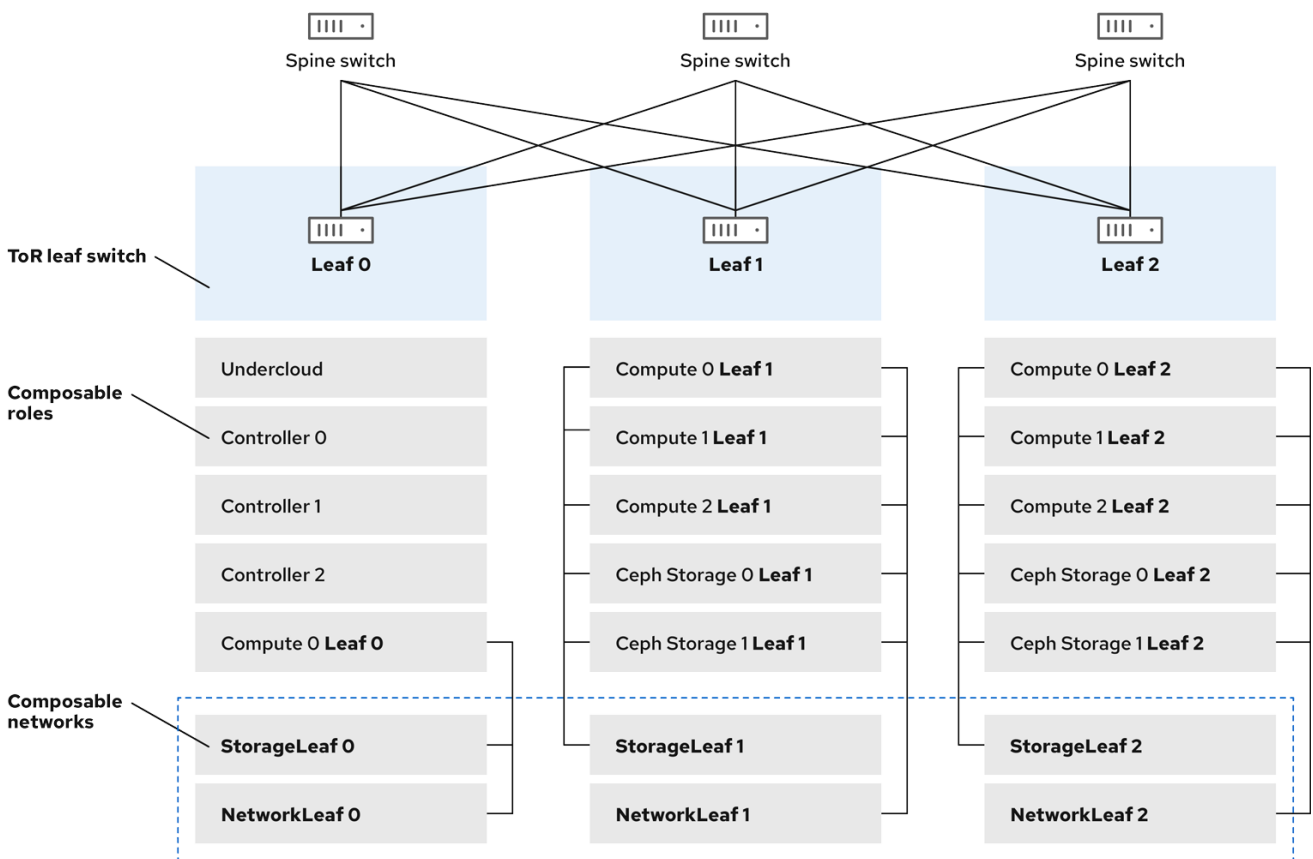 Spine switch
Spine switch
Spine switch
ToR leaf switch
Leaf 0
Leaf 1
Leaf 2
Composable
roles
Undercloud
Controller 0
Controller 1
Controller 2
Compute 0 Leaf 0
Compute 0 Leaf 1
Compute 1 Leaf 1
Compute 2 Leaf 1
Ceph Storage 0 Leaf 1
Ceph Storage 1 Leaf 1
Compute 0 Leaf 2
Compute 1 Leaf 2
Compute 2 Leaf 2
Ceph Storage 0 Leaf 2
Ceph Storage 1 Leaf 2
Composable
networks
StorageLeaf 0
NetworkLeaf 0
StorageLeaf 1
NetworkLeaf 1
StorageLeaf 2
NetworkLeaf 2